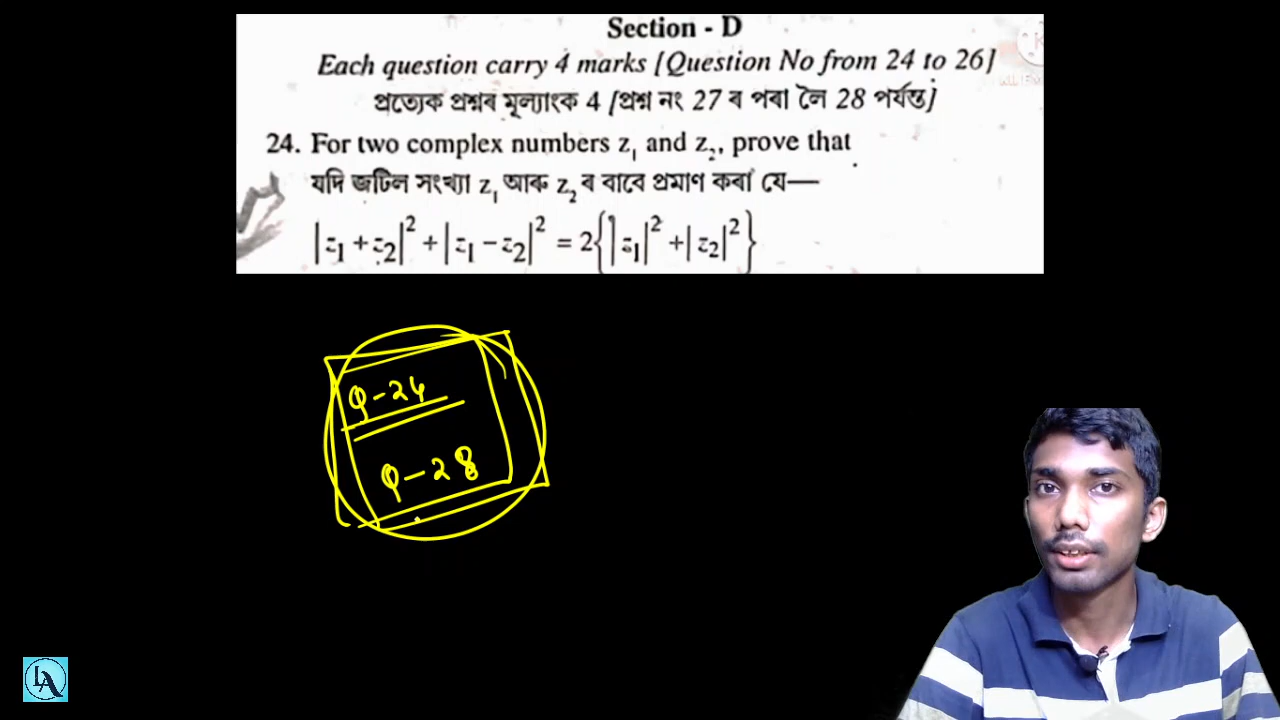 Section - D
Each question carry 4 marks [Question No from 24 to 26]
প্ৰত্যেক প্ৰশ্নৰ মূল্যাংক 4 [প্ৰশ্ন নং 27 ৰ পৰা লৈ 28 পৰ্যন্ত]
24. For two complex numbers z₁ and z₂, prove that
যদি জটিল সংখ্যা z₁ আৰু z₂ ৰ বাবে প্ৰমাণ কৰা যে—
|z₁ + z₂|² + |z₁ − z₂|² = 2{|z₁|² + |z₂|²}
Q - 24
Q - 28
LA